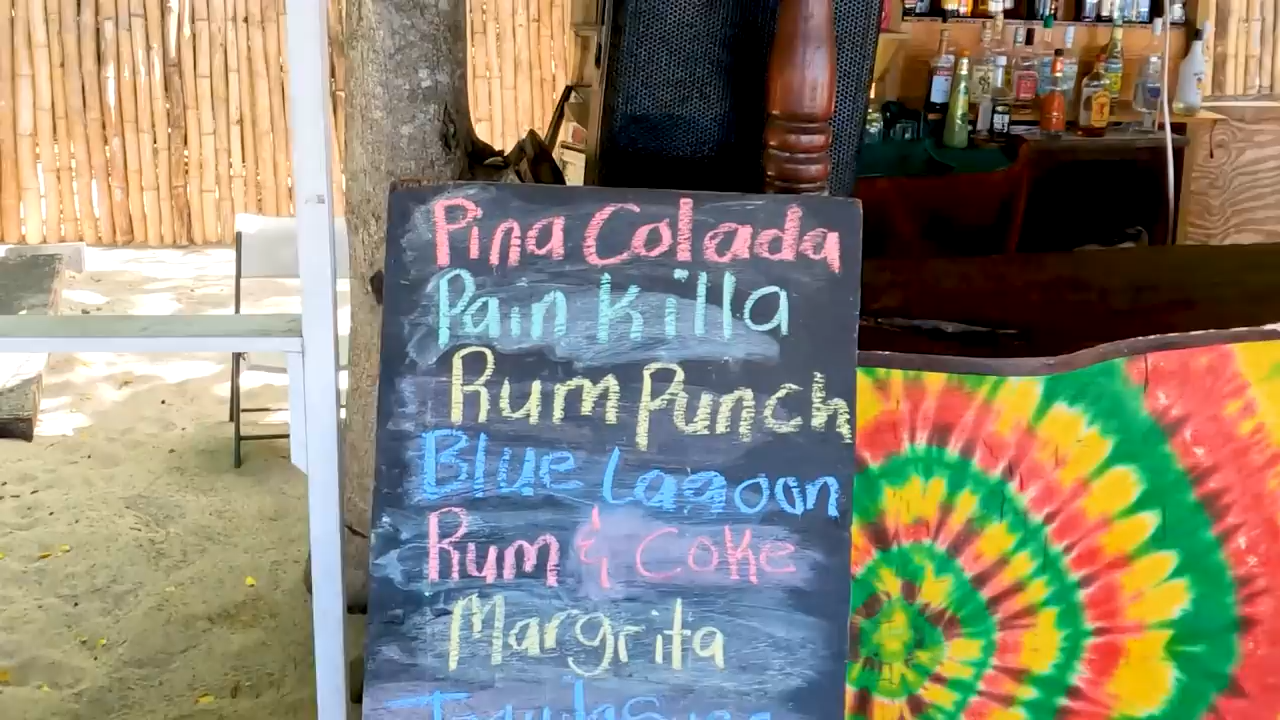 Pina Colada
Pain Killa
Rum Punch
Blue Lagoon
Rum & Coke
Margrita